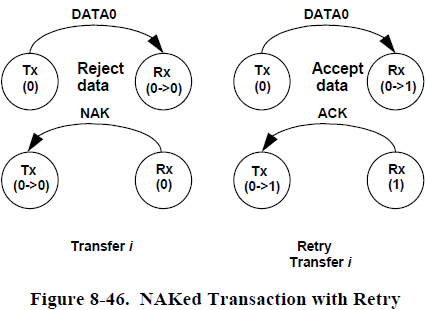 DATA0
Tx
(0)
Reject
data
Rx
(0->0)
NAK
Tx
(0->0)
Rx
(0)
Transfer i
DATA0
Tx
(0)
Accept
data
Rx
(0->1)
ACK
Tx
(0->1)
Rx
(1)
Retry
Transfer i
Figure 8-46. NAKed Transaction with Retry